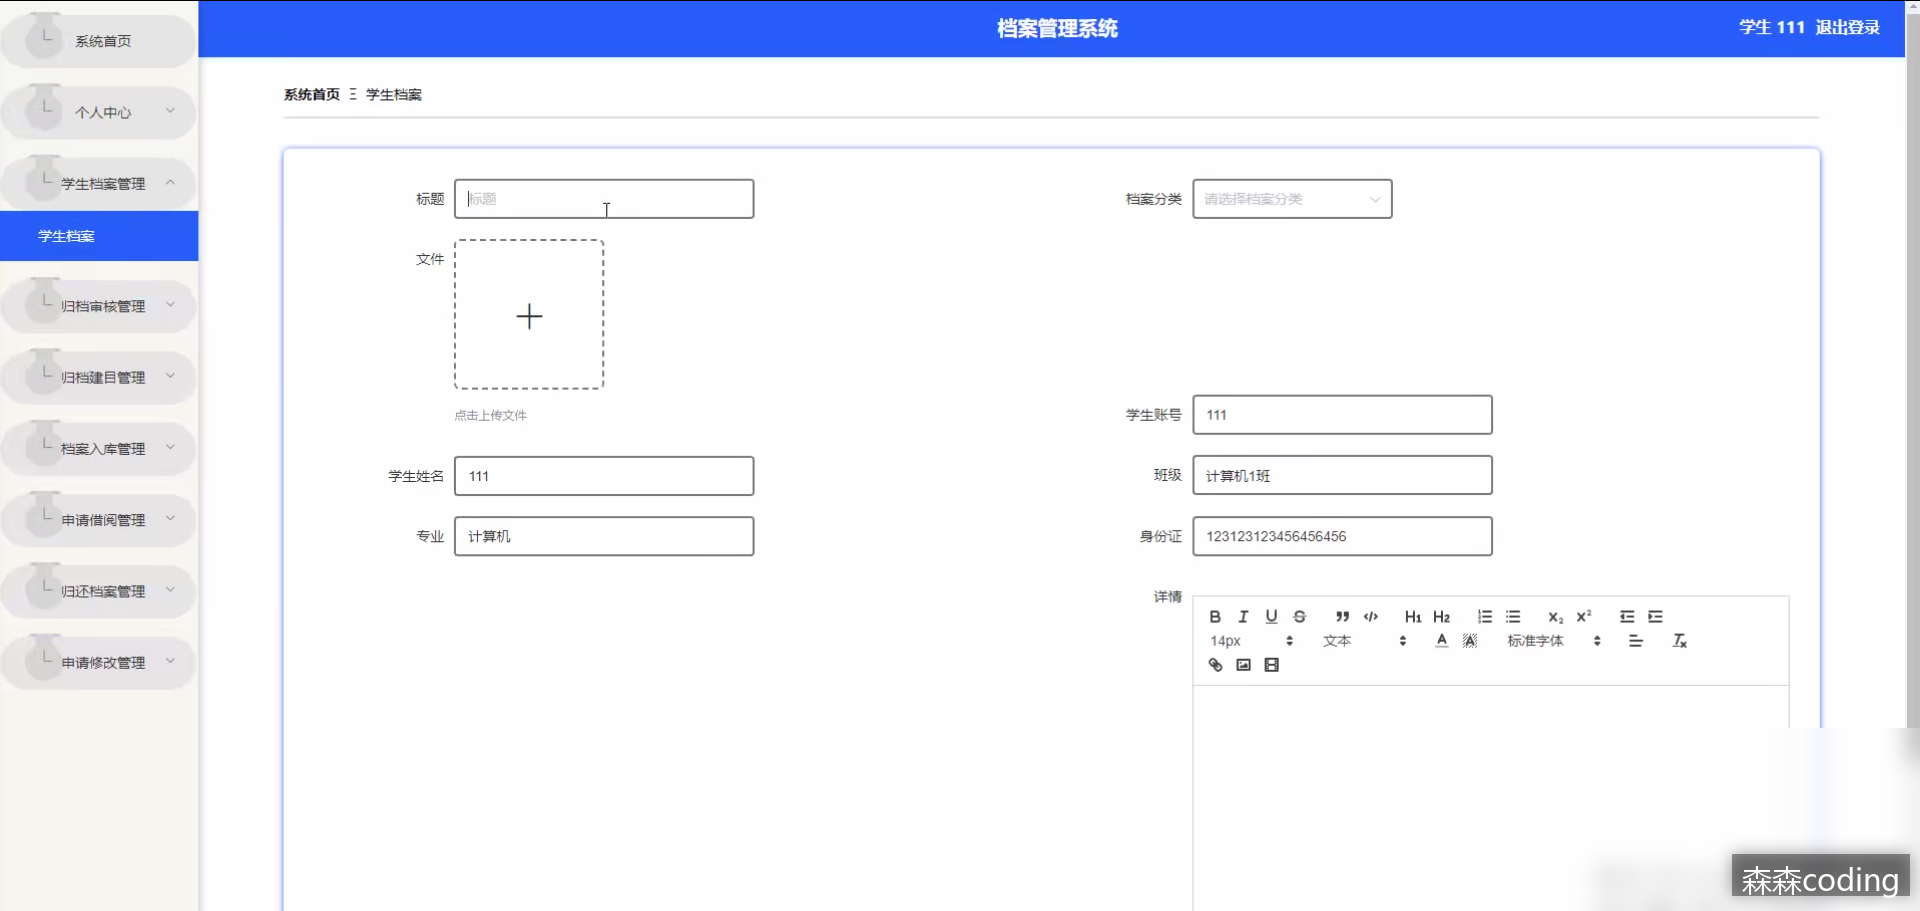 档案管理系统
学生 111 退出登录
系统首页
个人中心
学生档案管理
学生档案
归档审核管理
归档建目管理
档案入库管理
申请借阅管理
归还档案管理
申请修改管理
系统首页 Ξ 学生档案
标题 标题
档案分类 请选择档案分类
文件
点击上传文件
学生账号 111
学生姓名 111
班级 计算机1班
专业 计算机
身份证 123123123456456456
详情
B I U S H1 H2 X₂ X²
14px 文本 A A 标准字体
森森coding